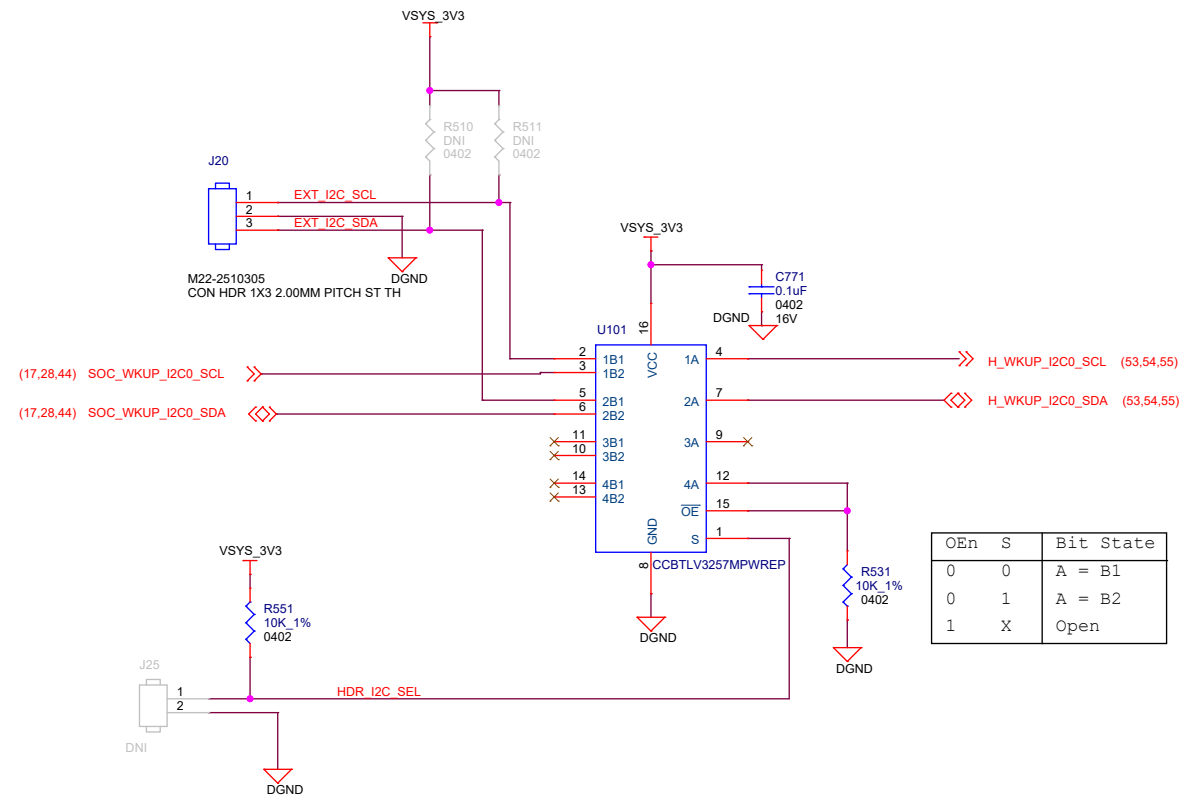 VSYS_3V3
R510
DNI
0402
R511
DNI
0402
J20
1
2
3
EXT_I2C_SCL
EXT_I2C_SDA
DGND
M22-2510305
CON HDR 1X3 2.00MM PITCH ST TH
VSYS_3V3
C771
0.1uF
0402
16V
DGND
U101
16
VCC
2
1B1
3
1B2
5
2B1
6
2B2
11
3B1
10
3B2
14
4B1
13
4B2
1A
4
2A
7
3A
9
4A
12
OE
15
S
1
GND
8
CCBTLV3257MPWREP
DGND
(17,28,44) SOC_WKUP_I2C0_SCL
(17,28,44) SOC_WKUP_I2C0_SDA
H_WKUP_I2C0_SCL (53,54,55)
H_WKUP_I2C0_SDA (53,54,55)
R531
10K_1%
0402
DGND
OEn S Bit State
0 0 A = B1
0 1 A = B2
1 X Open
VSYS_3V3
R551
10K_1%
0402
J25
1
2
HDR_I2C_SEL
DNI
DGND